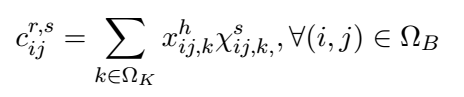 $c_{ij}^{r,s} = \sum_{k \in \Omega_K} x_{ij,k}^{h} \chi_{ij,k,}^{s}, \forall (i,j) \in \Omega_B$